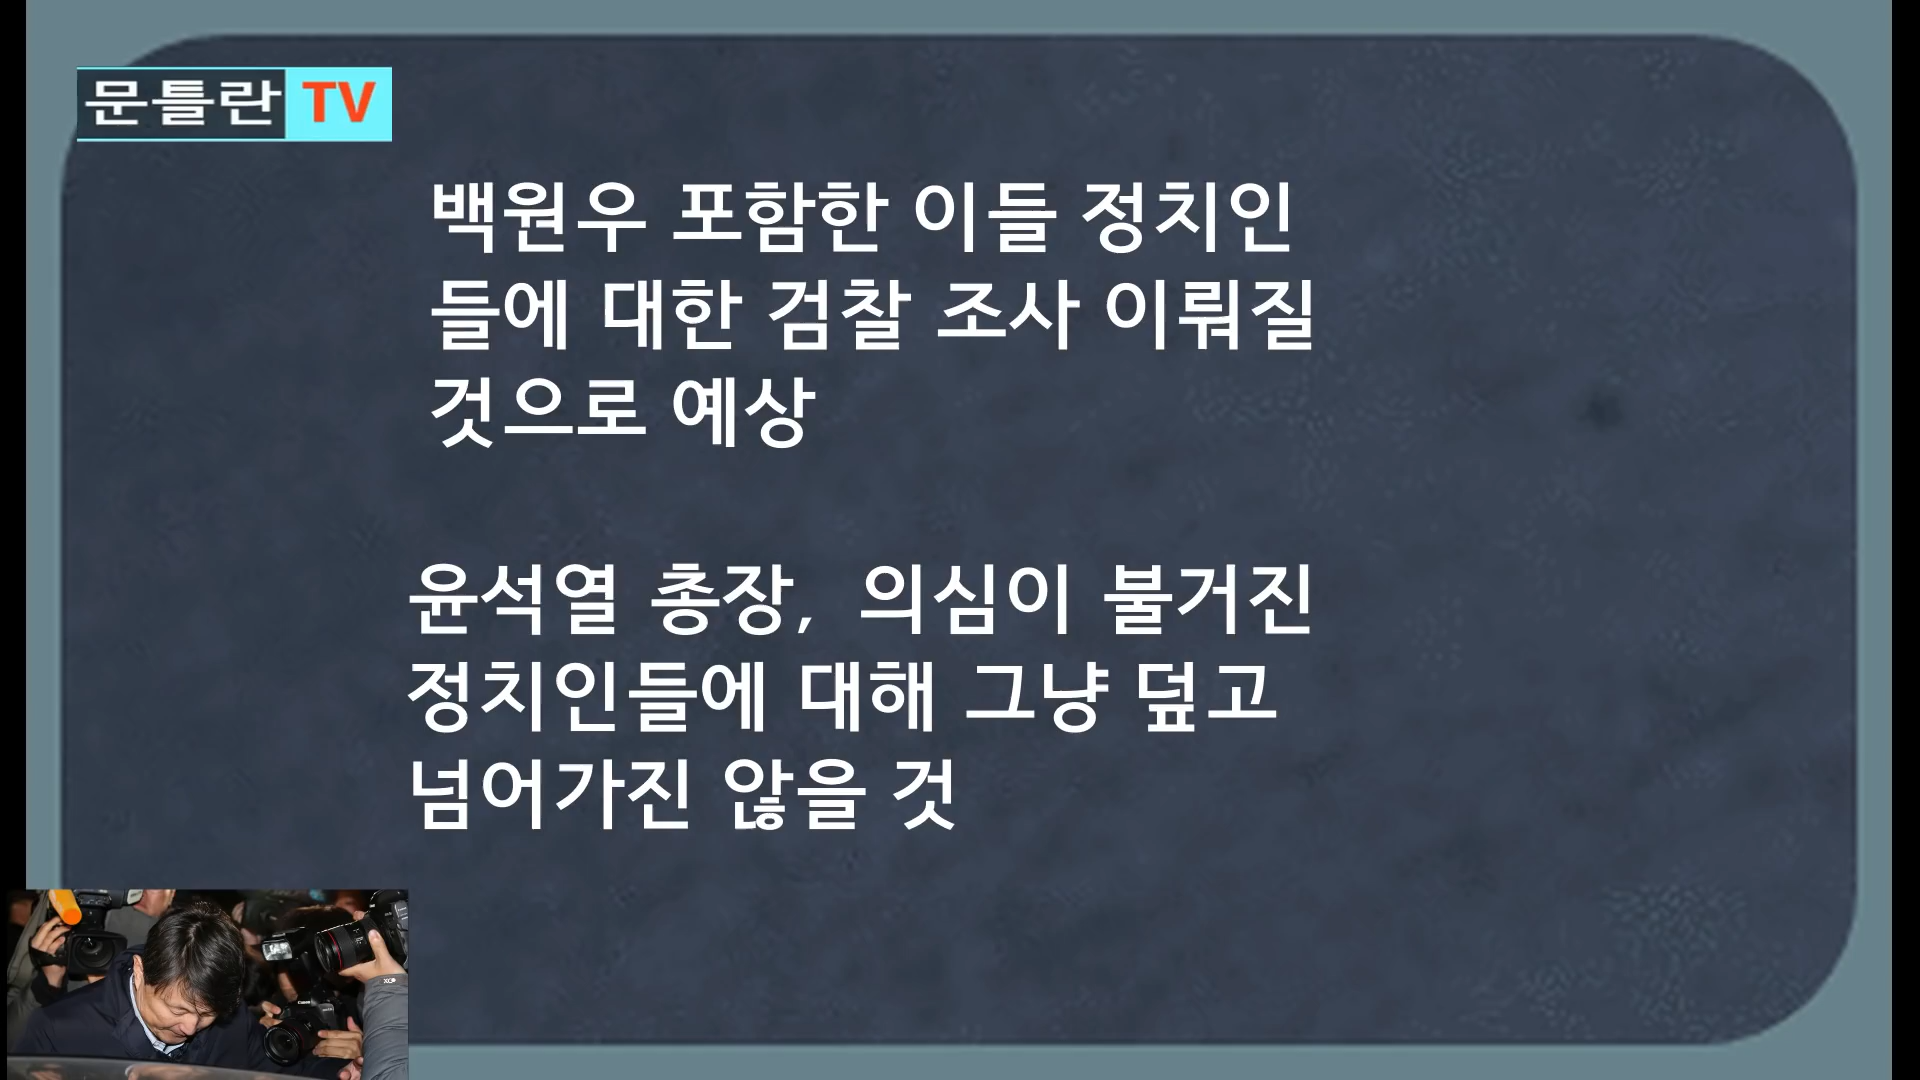 문틀란 TV
백원우 포함한 이들 정치인
들에 대한 검찰 조사 이뤄질
것으로 예상
윤석열 총장, 의심이 불거진
정치인들에 대해 그냥 덮고
넘어가진 않을 것